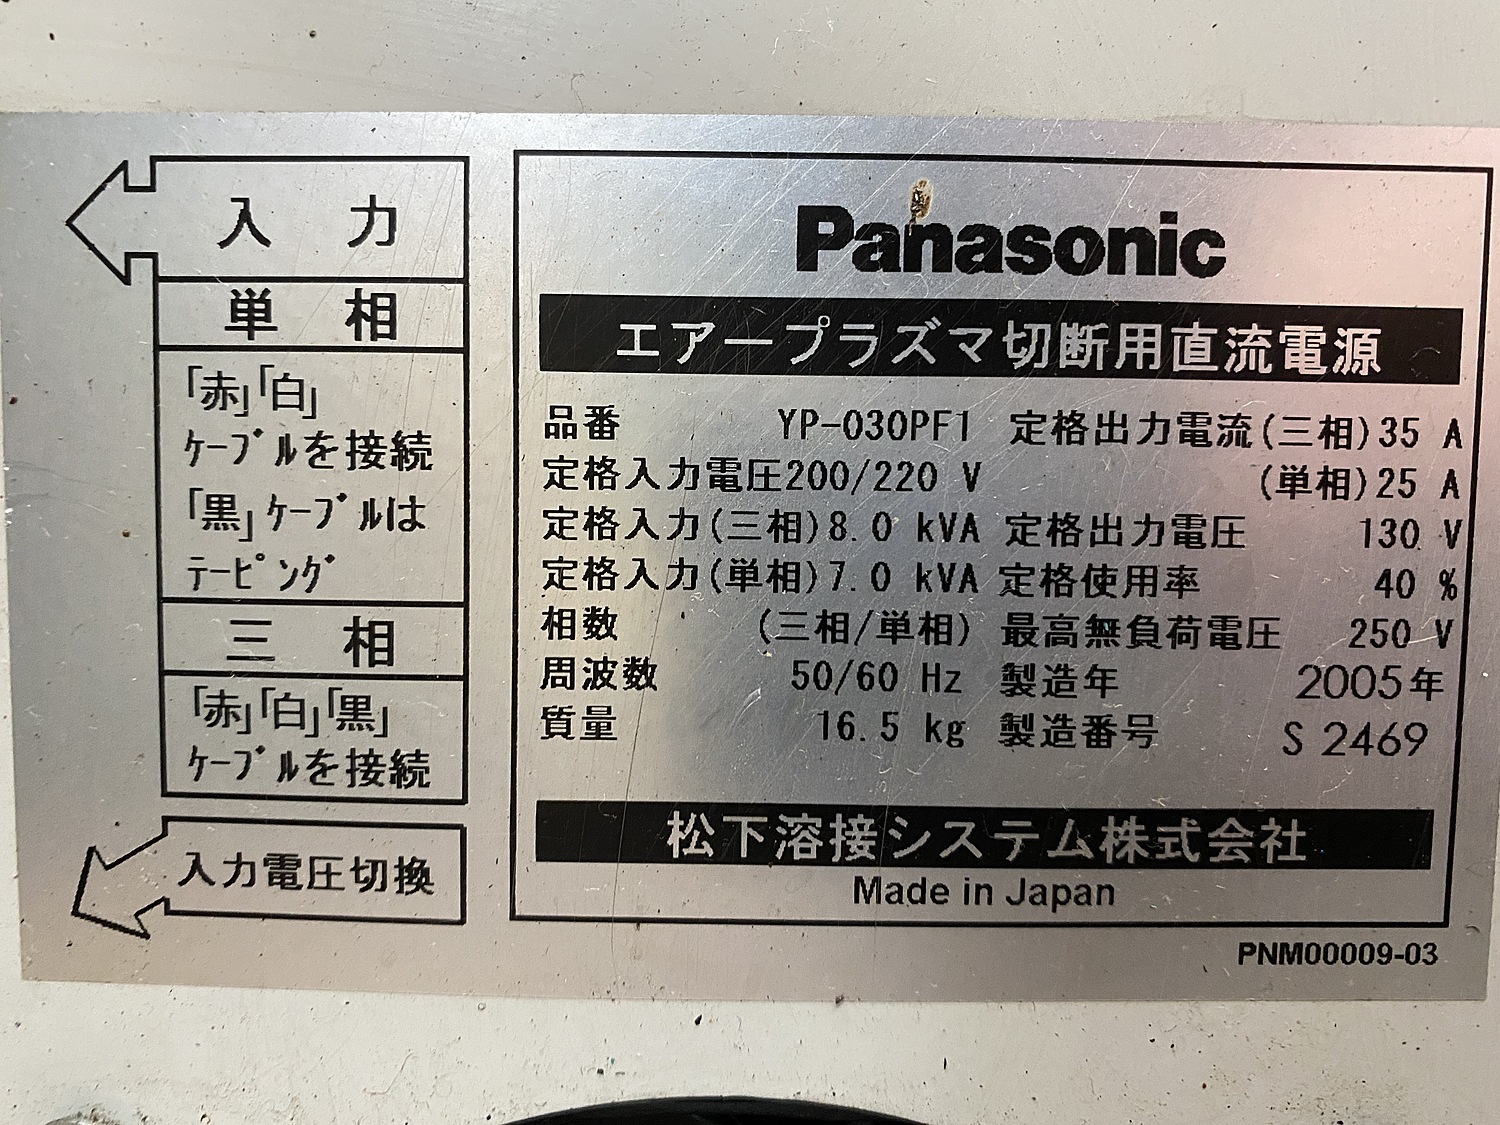 入力
単相
「赤」「白」
ｹｰﾌﾞﾙを接続
「黒」ｹｰﾌﾞﾙは
ﾃｰﾋﾟﾝｸﾞ
三相
「赤」「白」「黒」
ｹｰﾌﾞﾙを接続
入力電圧切換
Panasonic
エアープラズマ切断用直流電源
品番 YP-030PF1 定格出力電流(三相)35 A
定格入力電圧200/220 V (単相)25 A
定格入力(三相)8.0 kVA 定格出力電圧 130 V
定格入力(単相)7.0 kVA 定格使用率 40 %
相数 (三相/単相) 最高無負荷電圧 250 V
周波数 50/60 Hz 製造年 2005年
質量 16.5 kg 製造番号 S 2469
松下溶接システム株式会社
Made in Japan
PNM00009-03